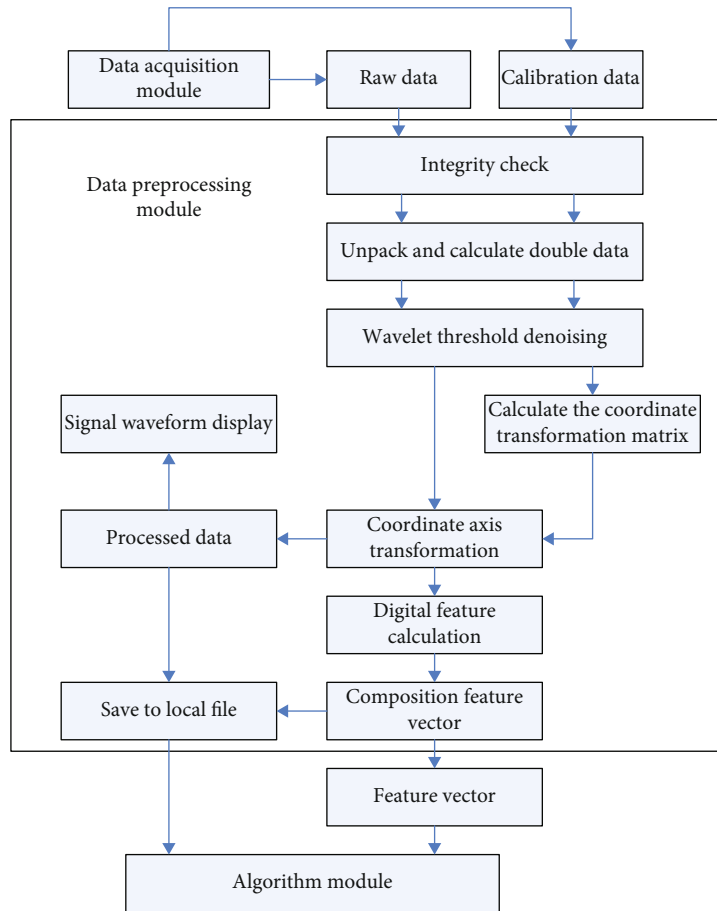 Data acquisition
module
Raw data
Calibration data
Data preprocessing
module
Integrity check
Unpack and calculate double data
Wavelet threshold denoising
Signal waveform display
Calculate the coordinate
transformation matrix
Processed data
Coordinate axis
transformation
Digital feature
calculation
Save to local file
Composition feature
vector
Feature vector
Algorithm module